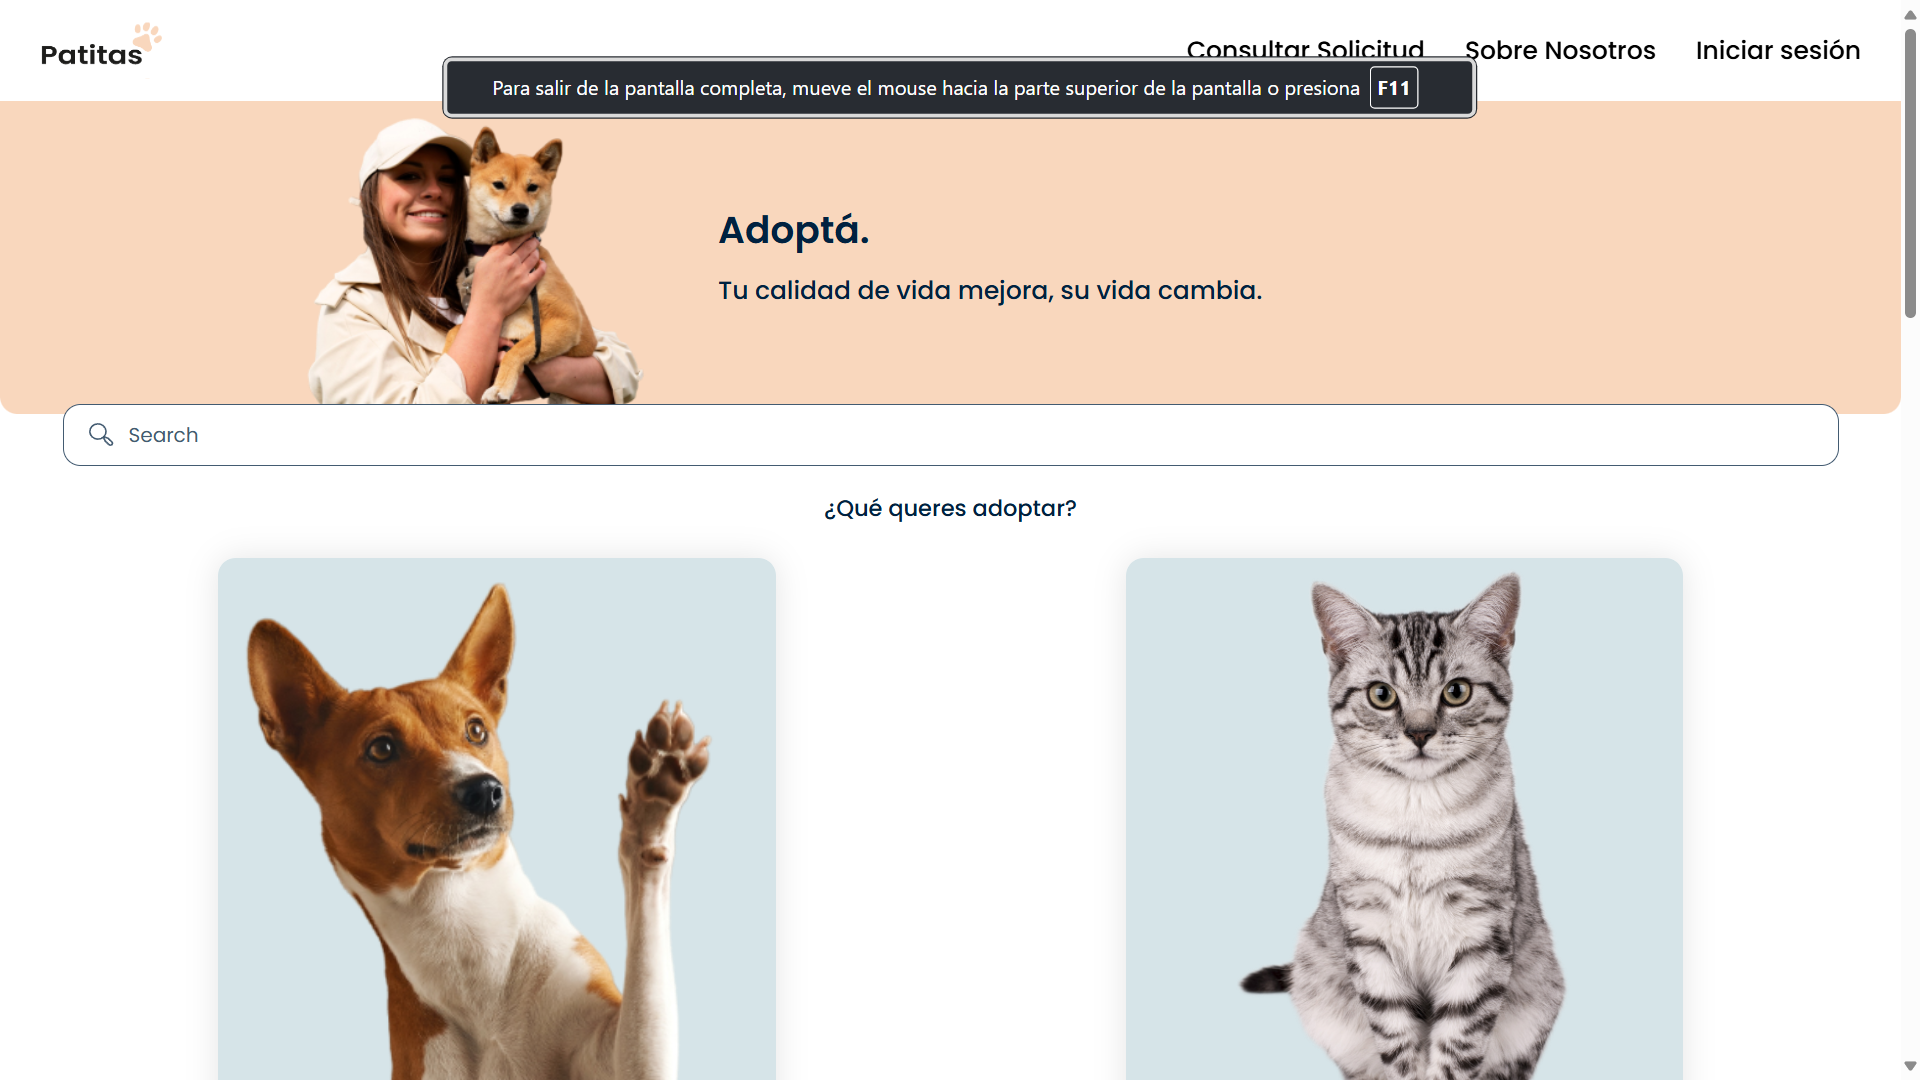 Patitas
Consultar Solicitud
Sobre Nosotros
Iniciar sesión
Para salir de la pantalla completa, mueve el mouse hacia la parte superior de la pantalla o presiona F11
Adoptá.
Tu calidad de vida mejora, su vida cambia.
Search
¿Qué queres adoptar?